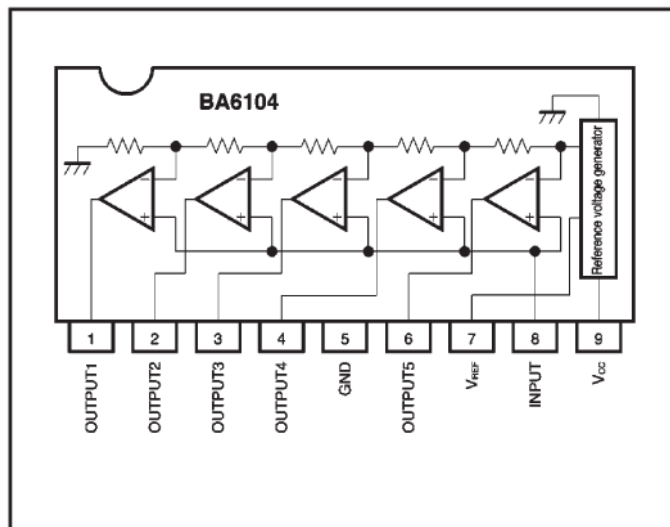 BA6104
Reference voltage generator
−
−
−
−
−
+
+
+
+
+
1
2
3
4
5
6
7
8
9
OUTPUT1
OUTPUT2
OUTPUT3
OUTPUT4
GND
OUTPUT5
VREF
INPUT
VCC